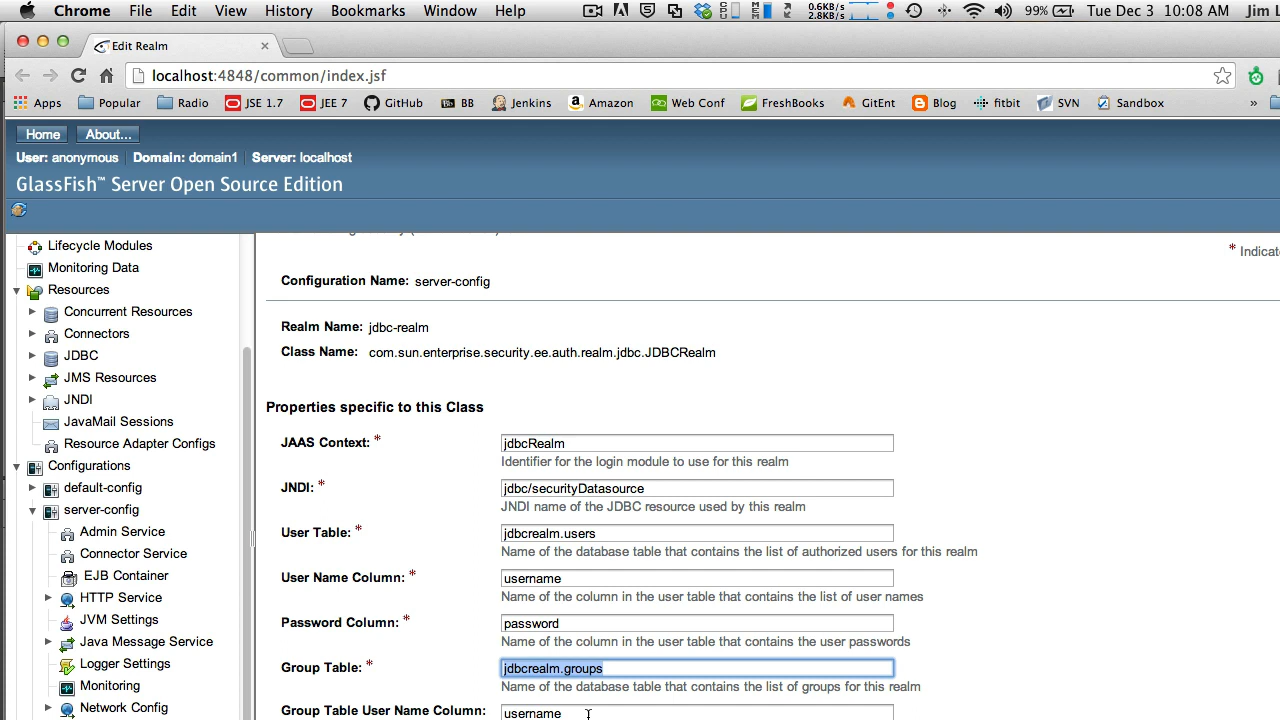 Chrome File Edit View History Bookmarks Window Help 0.6KB/s 2.8KB/s 99% Tue Dec 3 10:08 AM Jim L
Edit Realm
localhost:4848/common/index.jsf
Apps Popular Radio JSE 1.7 JEE 7 GitHub BB Jenkins Amazon Web Conf FreshBooks GitEnt Blog fitbit SVN Sandbox »
Home About...
User: anonymous Domain: domain1 Server: localhost
GlassFish™ Server Open Source Edition
Lifecycle Modules
Monitoring Data
Resources
Concurrent Resources
Connectors
JDBC
JMS Resources
JNDI
JavaMail Sessions
Resource Adapter Configs
Configurations
default-config
server-config
Admin Service
Connector Service
EJB Container
HTTP Service
JVM Settings
Java Message Service
Logger Settings
Monitoring
Network Config
* Indicate
Configuration Name: server-config
Realm Name: jdbc-realm
Class Name: com.sun.enterprise.security.ee.auth.realm.jdbc.JDBCRealm
Properties specific to this Class
JAAS Context: * jdbcRealm
Identifier for the login module to use for this realm
JNDI: * jdbc/securityDatasource
JNDI name of the JDBC resource used by this realm
User Table: * jdbcrealm.users
Name of the database table that contains the list of authorized users for this realm
User Name Column: * username
Name of the column in the user table that contains the list of user names
Password Column: * password
Name of the column in the user table that contains the user passwords
Group Table: * jdbcrealm.groups
Name of the database table that contains the list of groups for this realm
Group Table User Name Column: username